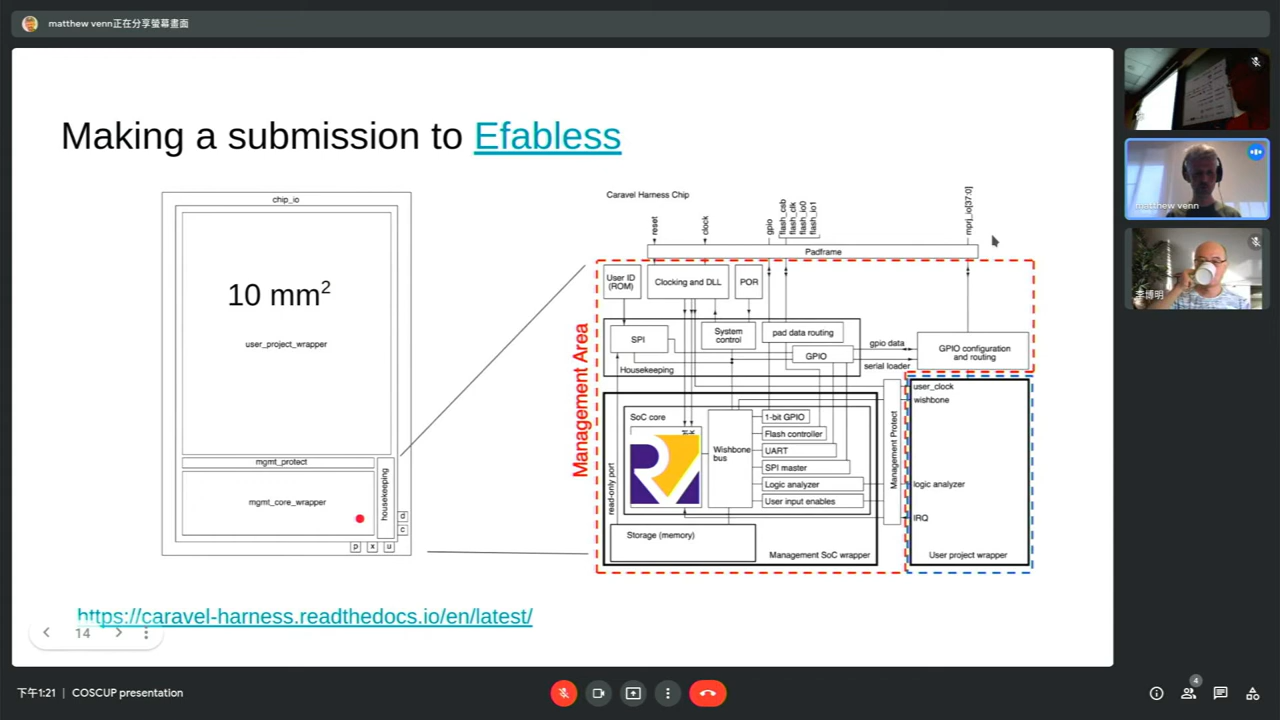 matthew venn正在分享螢幕畫面
Making a submission to Efabless
chip_io
10 mm2
user_project_wrapper
mgmt_protect
mgmt_core_wrapper
housekeeping
d
c
p x u
Caravel Harness Chip
reset
clock
gpio
flash_csb
flash_clk
flash_io0
flash_io1
mprj_io[37:0]
Padframe
Management Area
User ID
(ROM)
Clocking and DLL
POR
SPI
System
control
pad data routing
GPIO
Housekeeping
gpio data
serial loader
GPIO configuration
and routing
read-only port
SoC core
Wishbone
bus
1-bit GPIO
Flash controller
UART
SPI master
Logic analyzer
User input enables
Storage (memory)
Management SoC wrapper
Management Protect
user_clock
wishbone
logic analyzer
IRQ
User project wrapper
https://caravel-harness.readthedocs.io/en/latest/
14
matthew venn
李博明
下午1:21 | COSCUP presentation
4